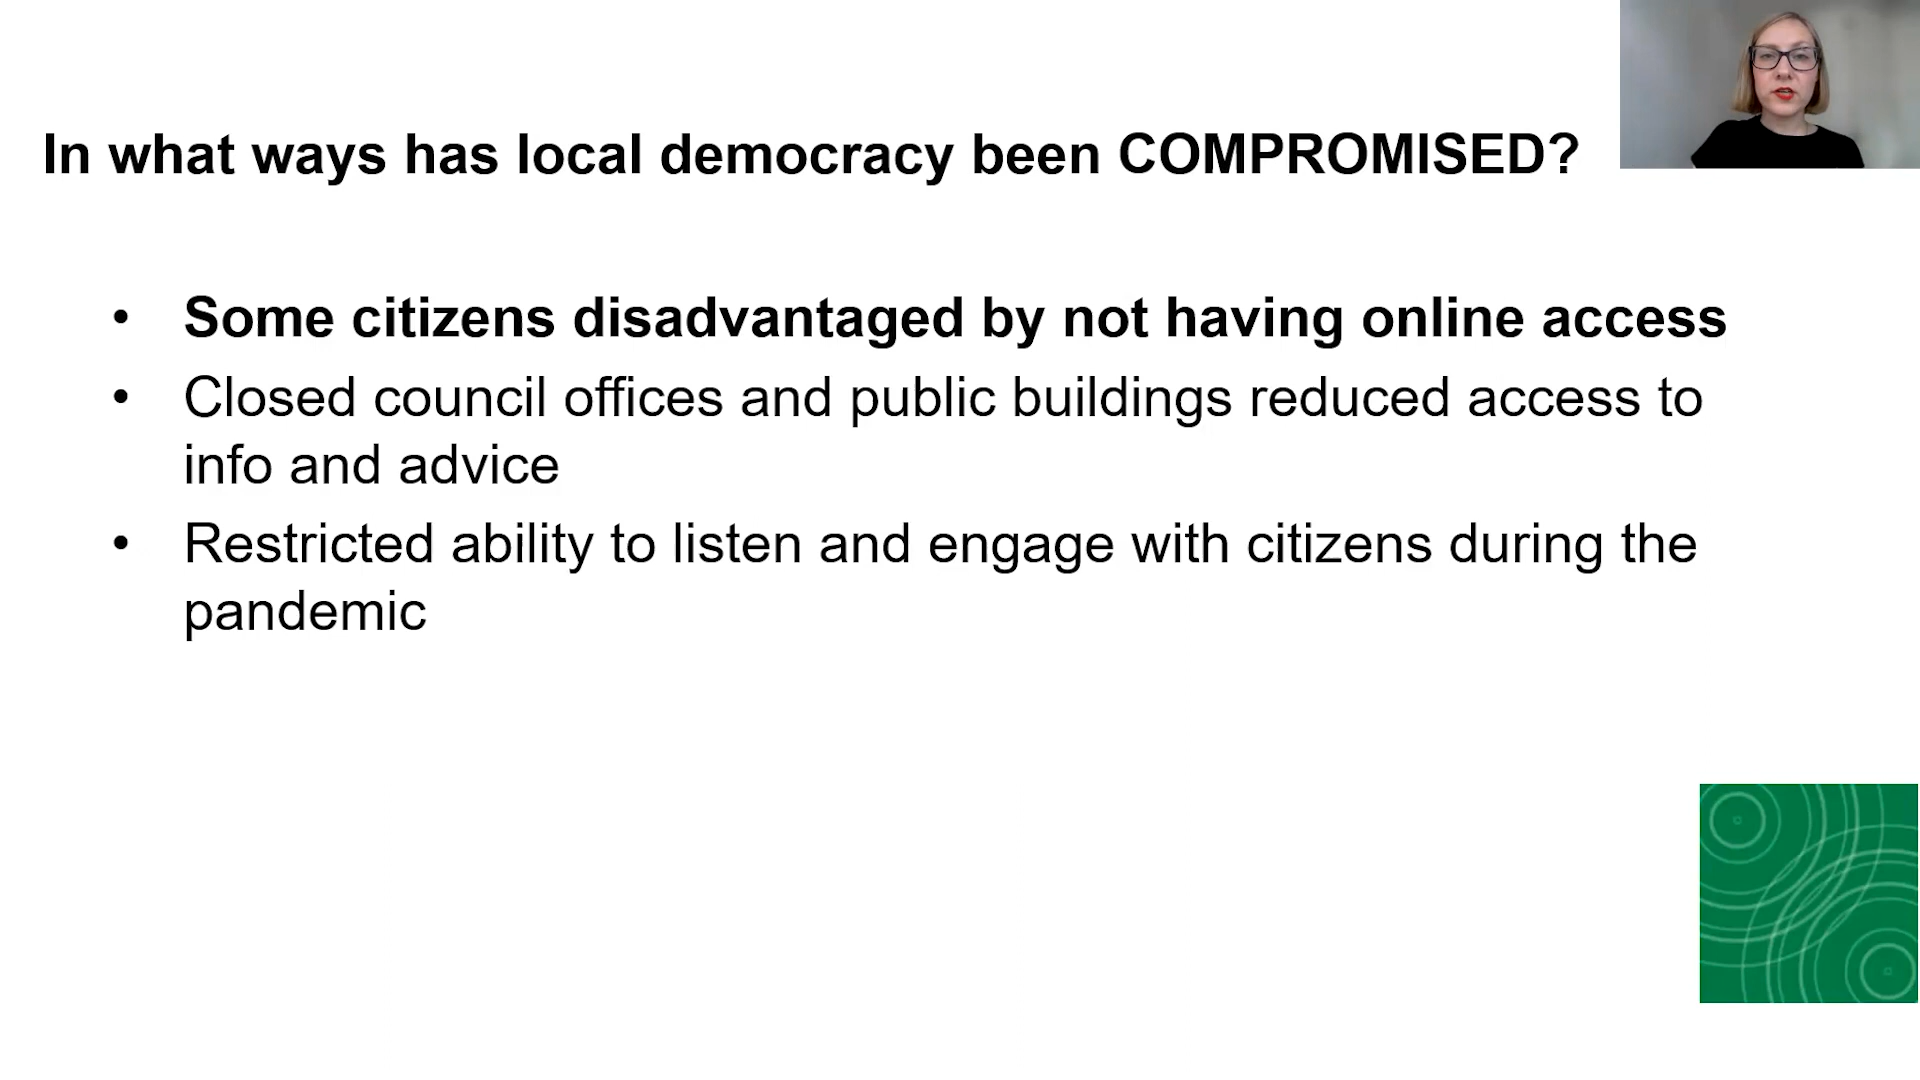 In what ways has local democracy been COMPROMISED?
• Some citizens disadvantaged by not having online access
• Closed council offices and public buildings reduced access to
info and advice
• Restricted ability to listen and engage with citizens during the
pandemic